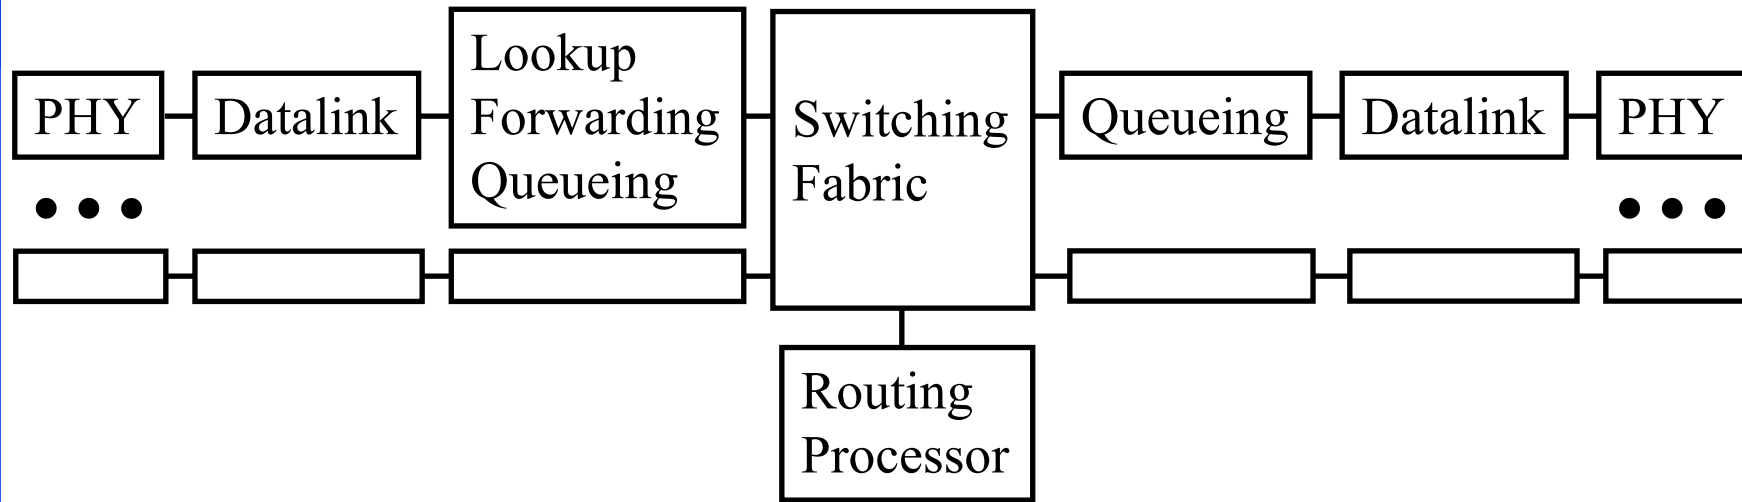 PHY
Datalink
Lookup
Forwarding
Queueing
Switching
Fabric
Queueing
Datalink
PHY
Routing
Processor